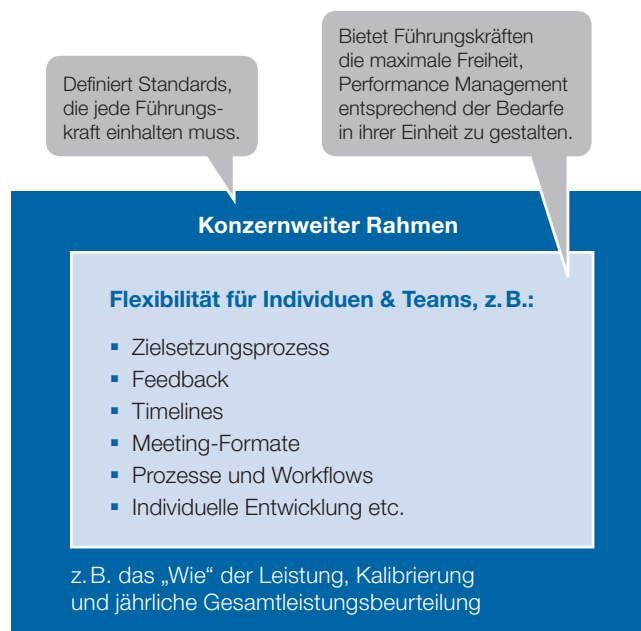 Definiert Standards,
die jede Führungs-
kraft einhalten muss.
Bietet Führungskräften
die maximale Freiheit,
Performance Management
entsprechend der Bedarfe
in ihrer Einheit zu gestalten.
Konzernweiter Rahmen
Flexibilität für Individuen & Teams, z. B.:
▪ Zielsetzungsprozess
▪ Feedback
▪ Timelines
▪ Meeting-Formate
▪ Prozesse und Workflows
▪ Individuelle Entwicklung etc.
z. B. das „Wie“ der Leistung, Kalibrierung
und jährliche Gesamtleistungsbeurteilung